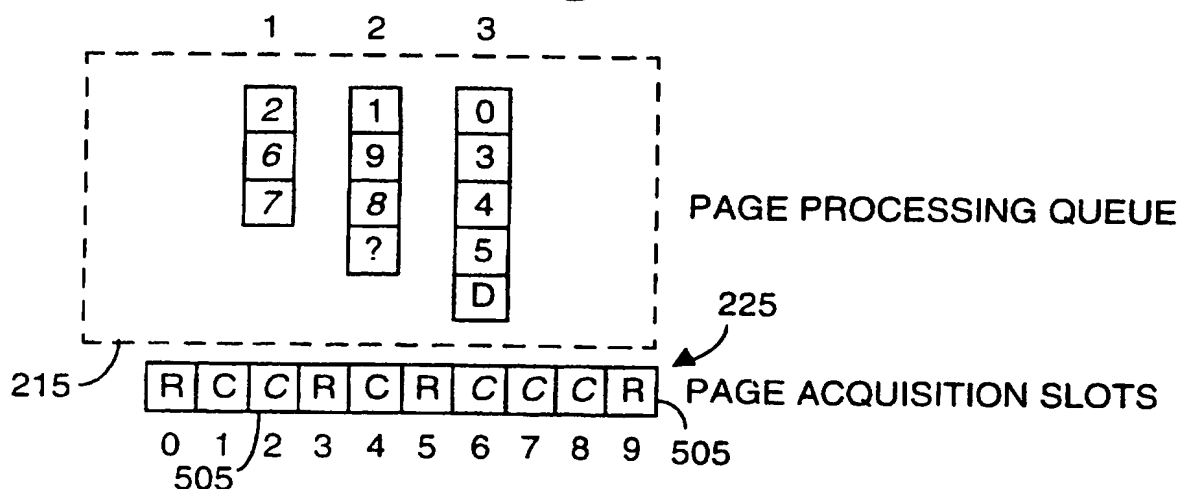 1 2 3
2 1 0
6 9 3
7 8 4
? 5
D
PAGE PROCESSING QUEUE
225
215
R C C R C R C C C R
PAGE ACQUISITION SLOTS
0 1 2 3 4 5 6 7 8 9
505
505